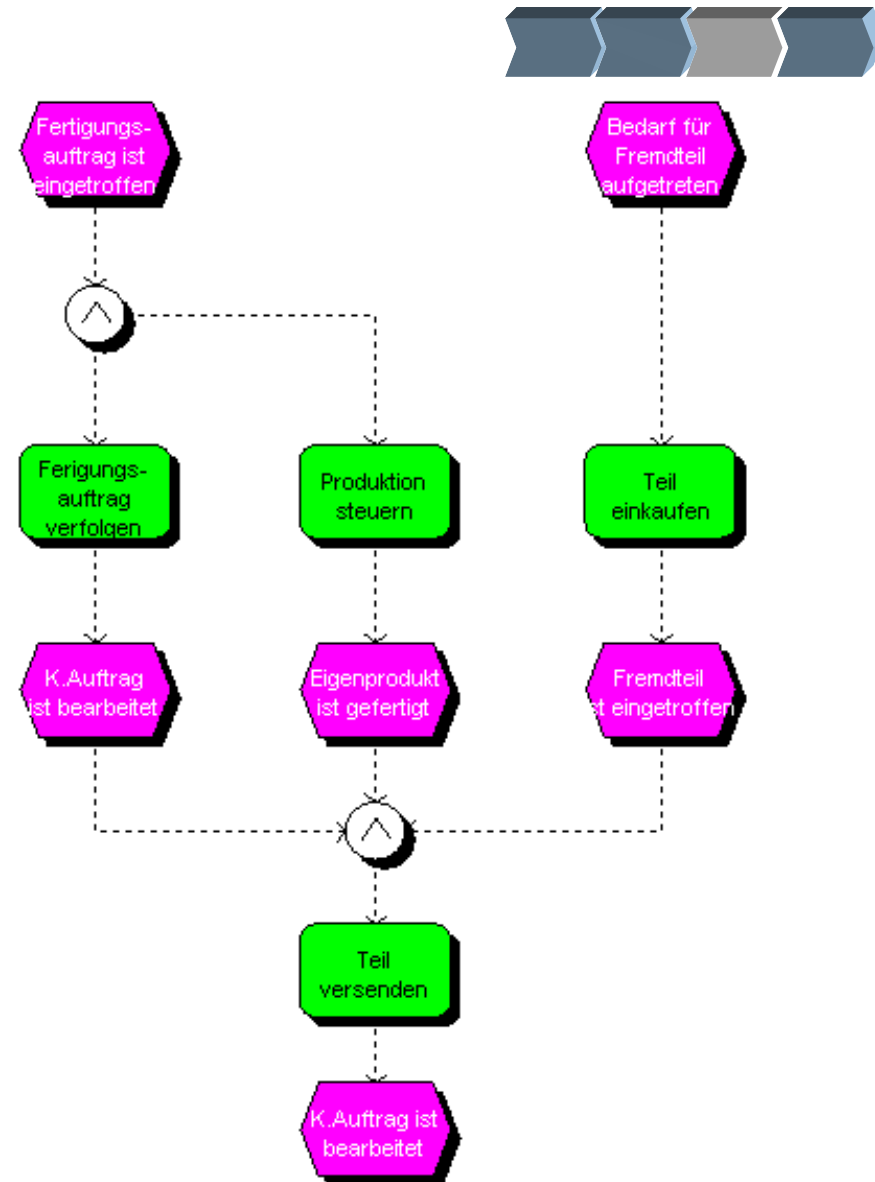 Fertigungs-
auftrag ist
eingetroffen
Bedarf für
Fremdteil
aufgetreten
Ferigungs-
auftrag
verfolgen
Produktion
steuern
Teil
einkaufen
K.Auftrag
ist bearbeitet
Eigenprodukt
ist gefertigt
Fremdteil
st eingetroffen
Teil
versenden
K.Auftrag ist
bearbeitet